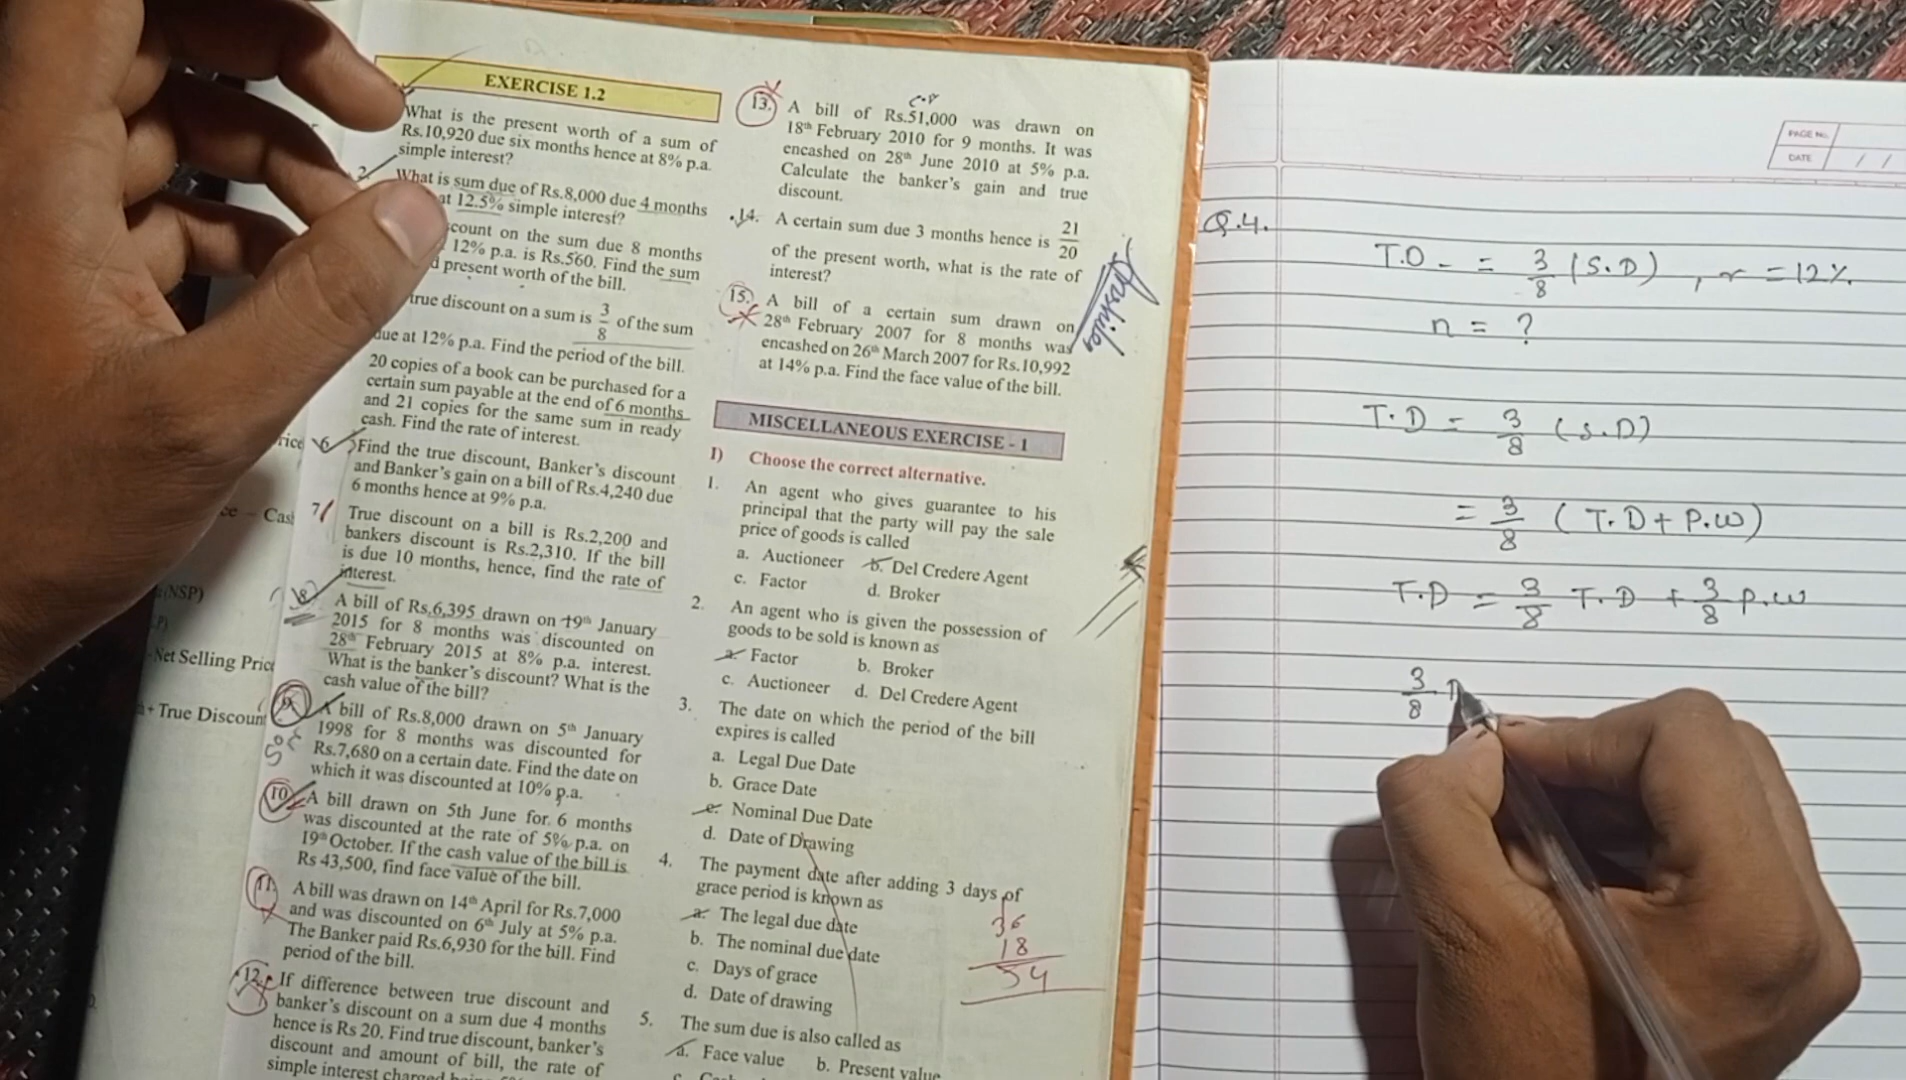 EXERCISE 1.2
What is the present worth of a sum of
Rs.10,920 due six months hence at 8% p.a.
simple interest?
2.
What is sum due of Rs.8,000 due 4 months
at 12.5% simple interest?
count on the sum due 8 months
12% p.a. is Rs.560. Find the sum
d present worth of the bill.
true discount on a sum is 3/8 of the sum
due at 12% p.a. Find the period of the bill.
20 copies of a book can be purchased for a
certain sum payable at the end of 6 months
and 21 copies for the same sum in ready
cash. Find the rate of interest.
6. Find the true discount, Banker's discount
and Banker's gain on a bill of Rs.4,240 due
6 months hence at 9% p.a.
7. True discount on a bill is Rs.2,200 and
bankers discount is Rs.2,310. If the bill
is due 10 months, hence, find the rate of
interest.
8. A bill of Rs.6,395 drawn on 19th January
2015 for 8 months was discounted on
28th February 2015 at 8% p.a. interest.
What is the banker's discount? What is the
cash value of the bill?
9. A bill of Rs.8,000 drawn on 5th January
1998 for 8 months was discounted for
Rs.7,680 on a certain date. Find the date on
which it was discounted at 10% p.a.
10. A bill drawn on 5th June for 6 months
was discounted at the rate of 5% p.a. on
19th October. If the cash value of the bill is
Rs 43,500, find face value of the bill.
11. A bill was drawn on 14th April for Rs.7,000
and was discounted on 6th July at 5% p.a.
The Banker paid Rs.6,930 for the bill. Find
period of the bill.
12. If difference between true discount and
banker's discount on a sum due 4 months
hence is Rs 20. Find true discount, banker's
discount and amount of bill, the rate of
simple interest charged
rice
ce - Cas
(NSP)
Net Selling Price
+ True Discount
13. A bill of Rs.51,000 was drawn on
18th February 2010 for 9 months. It was
encashed on 28th June 2010 at 5% p.a.
Calculate the banker's gain and true
discount.
14. A certain sum due 3 months hence is 21/20
of the present worth, what is the rate of
interest?
15. A bill of a certain sum drawn on
28th February 2007 for 8 months was
encashed on 26th March 2007 for Rs.10,992
at 14% p.a. Find the face value of the bill.
MISCELLANEOUS EXERCISE - 1
I) Choose the correct alternative.
1. An agent who gives guarantee to his
principal that the party will pay the sale
price of goods is called
a. Auctioneer b. Del Credere Agent
c. Factor d. Broker
2. An agent who is given the possession of
goods to be sold is known as
a. Factor b. Broker
c. Auctioneer d. Del Credere Agent
3. The date on which the period of the bill
expires is called
a. Legal Due Date
b. Grace Date
c. Nominal Due Date
d. Date of Drawing
4. The payment date after adding 3 days of
grace period is known as
a. The legal due date
b. The nominal due date
c. Days of grace
d. Date of drawing
5. The sum due is also called as
a. Face value b. Present value
36
18
54
PAGE No.
DATE / /
Q.4.
T.D. = 3/8 (S.D) , r = 12%
n = ?
T.D = 3/8 (S.D)
= 3/8 (T.D + P.W)
T.D = 3/8 T.D + 3/8 P.W
3/8